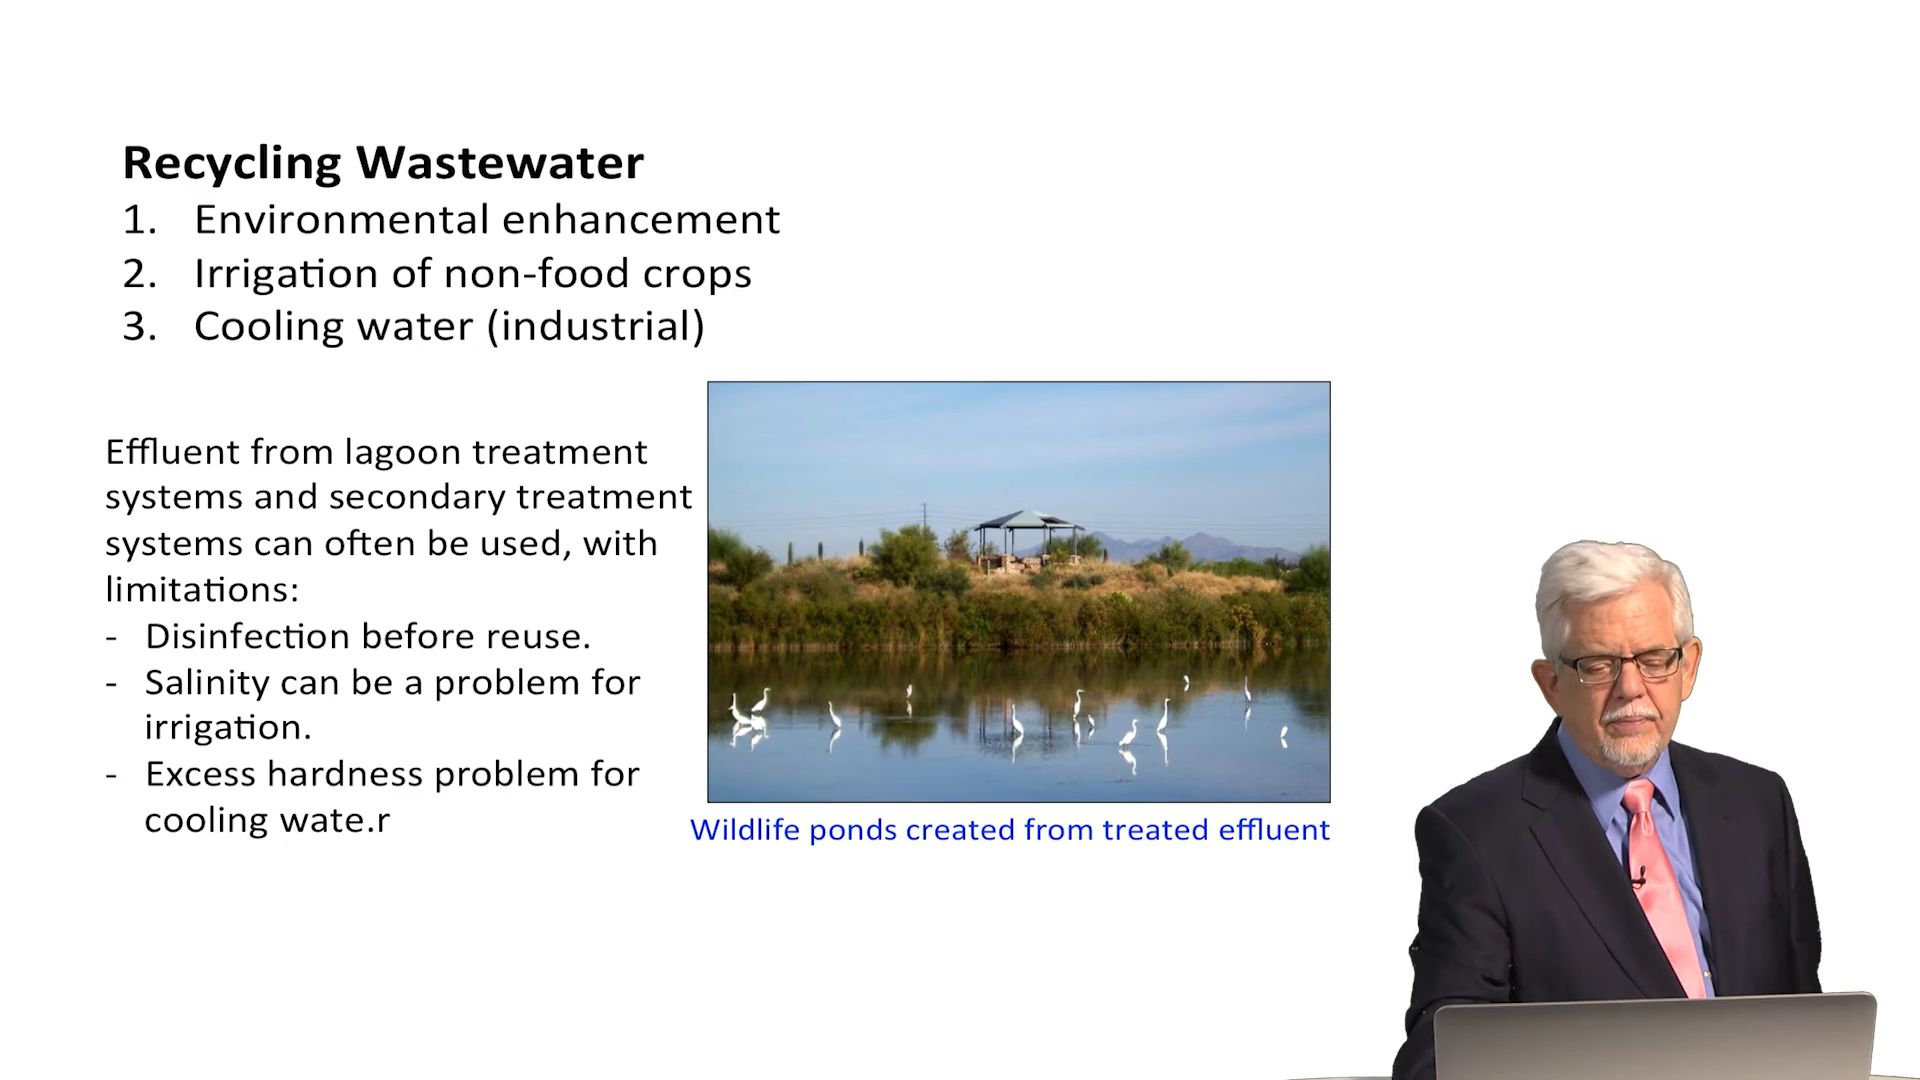 Recycling Wastewater
1. Environmental enhancement
2. Irrigation of non-food crops
3. Cooling water (industrial)
Effluent from lagoon treatment
systems and secondary treatment
systems can often be used, with
limitations:
- Disinfection before reuse.
- Salinity can be a problem for
irrigation.
- Excess hardness problem for
cooling wate.r
Wildlife ponds created from treated effluent